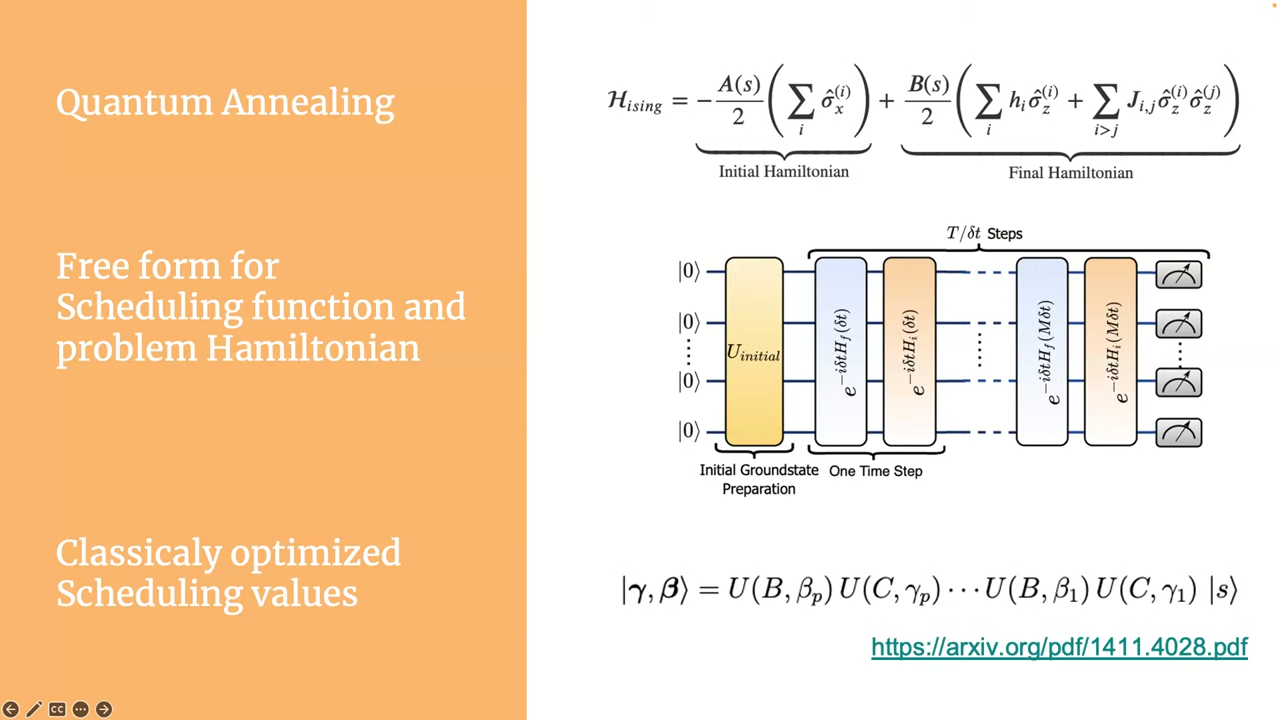 Quantum Annealing
$\mathcal{H}_{ising} = -\frac{A(s)}{2}\left(\sum_i \hat{\sigma}_x^{(i)}\right) + \frac{B(s)}{2}\left(\sum_i h_i \hat{\sigma}_z^{(i)} + \sum_{i>j} J_{i,j} \hat{\sigma}_z^{(i)} \hat{\sigma}_z^{(j)}\right)$
Initial Hamiltonian
Final Hamiltonian
Free form for
Scheduling function and
problem Hamiltonian
T/δt Steps
|0⟩
|0⟩
|0⟩
|0⟩
$U_{initial}$
$e^{-i\delta t H_f(\delta t)}$
$e^{-i\delta t H_i(\delta t)}$
$e^{-i\delta t H_f(M\delta t)}$
$e^{-i\delta t H_i(M\delta t)}$
Initial Groundstate
Preparation
One Time Step
Classicaly optimized
Scheduling values
$|\boldsymbol{\gamma}, \boldsymbol{\beta}\rangle = U(B, \beta_p) U(C, \gamma_p) \cdots U(B, \beta_1) U(C, \gamma_1) |s\rangle$
https://arxiv.org/pdf/1411.4028.pdf
CC